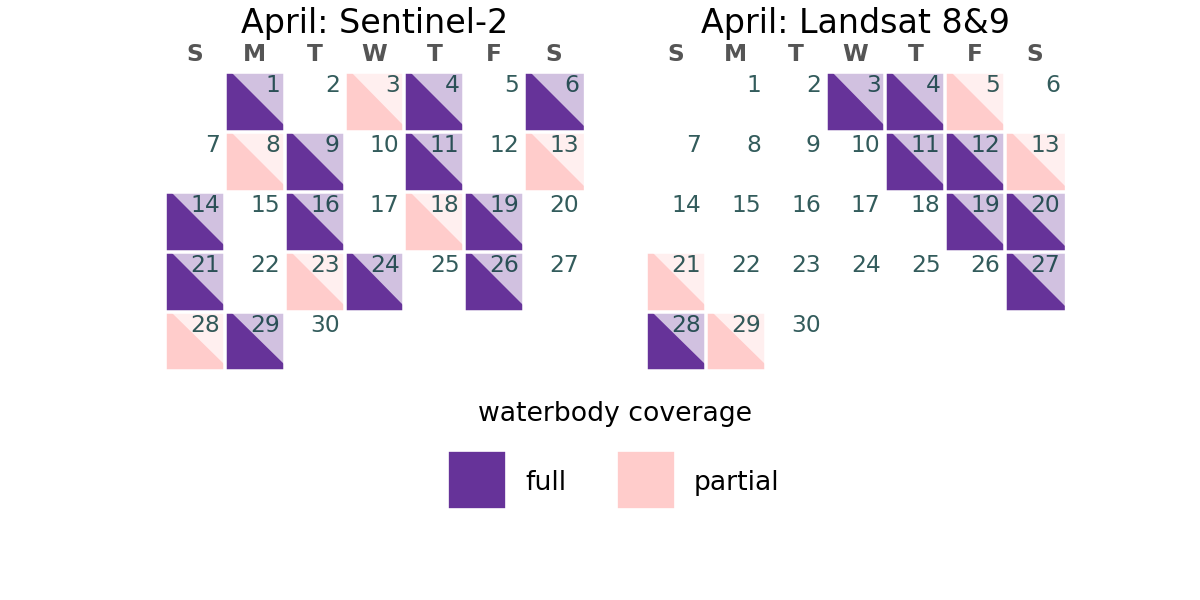 April: Sentinel-2
S M T W T F S
1 2 3 4 5 6
7 8 9 10 11 12 13
14 15 16 17 18 19 20
21 22 23 24 25 26 27
28 29 30
April: Landsat 8&9
S M T W T F S
1 2 3 4 5 6
7 8 9 10 11 12 13
14 15 16 17 18 19 20
21 22 23 24 25 26 27
28 29 30
waterbody coverage
full partial